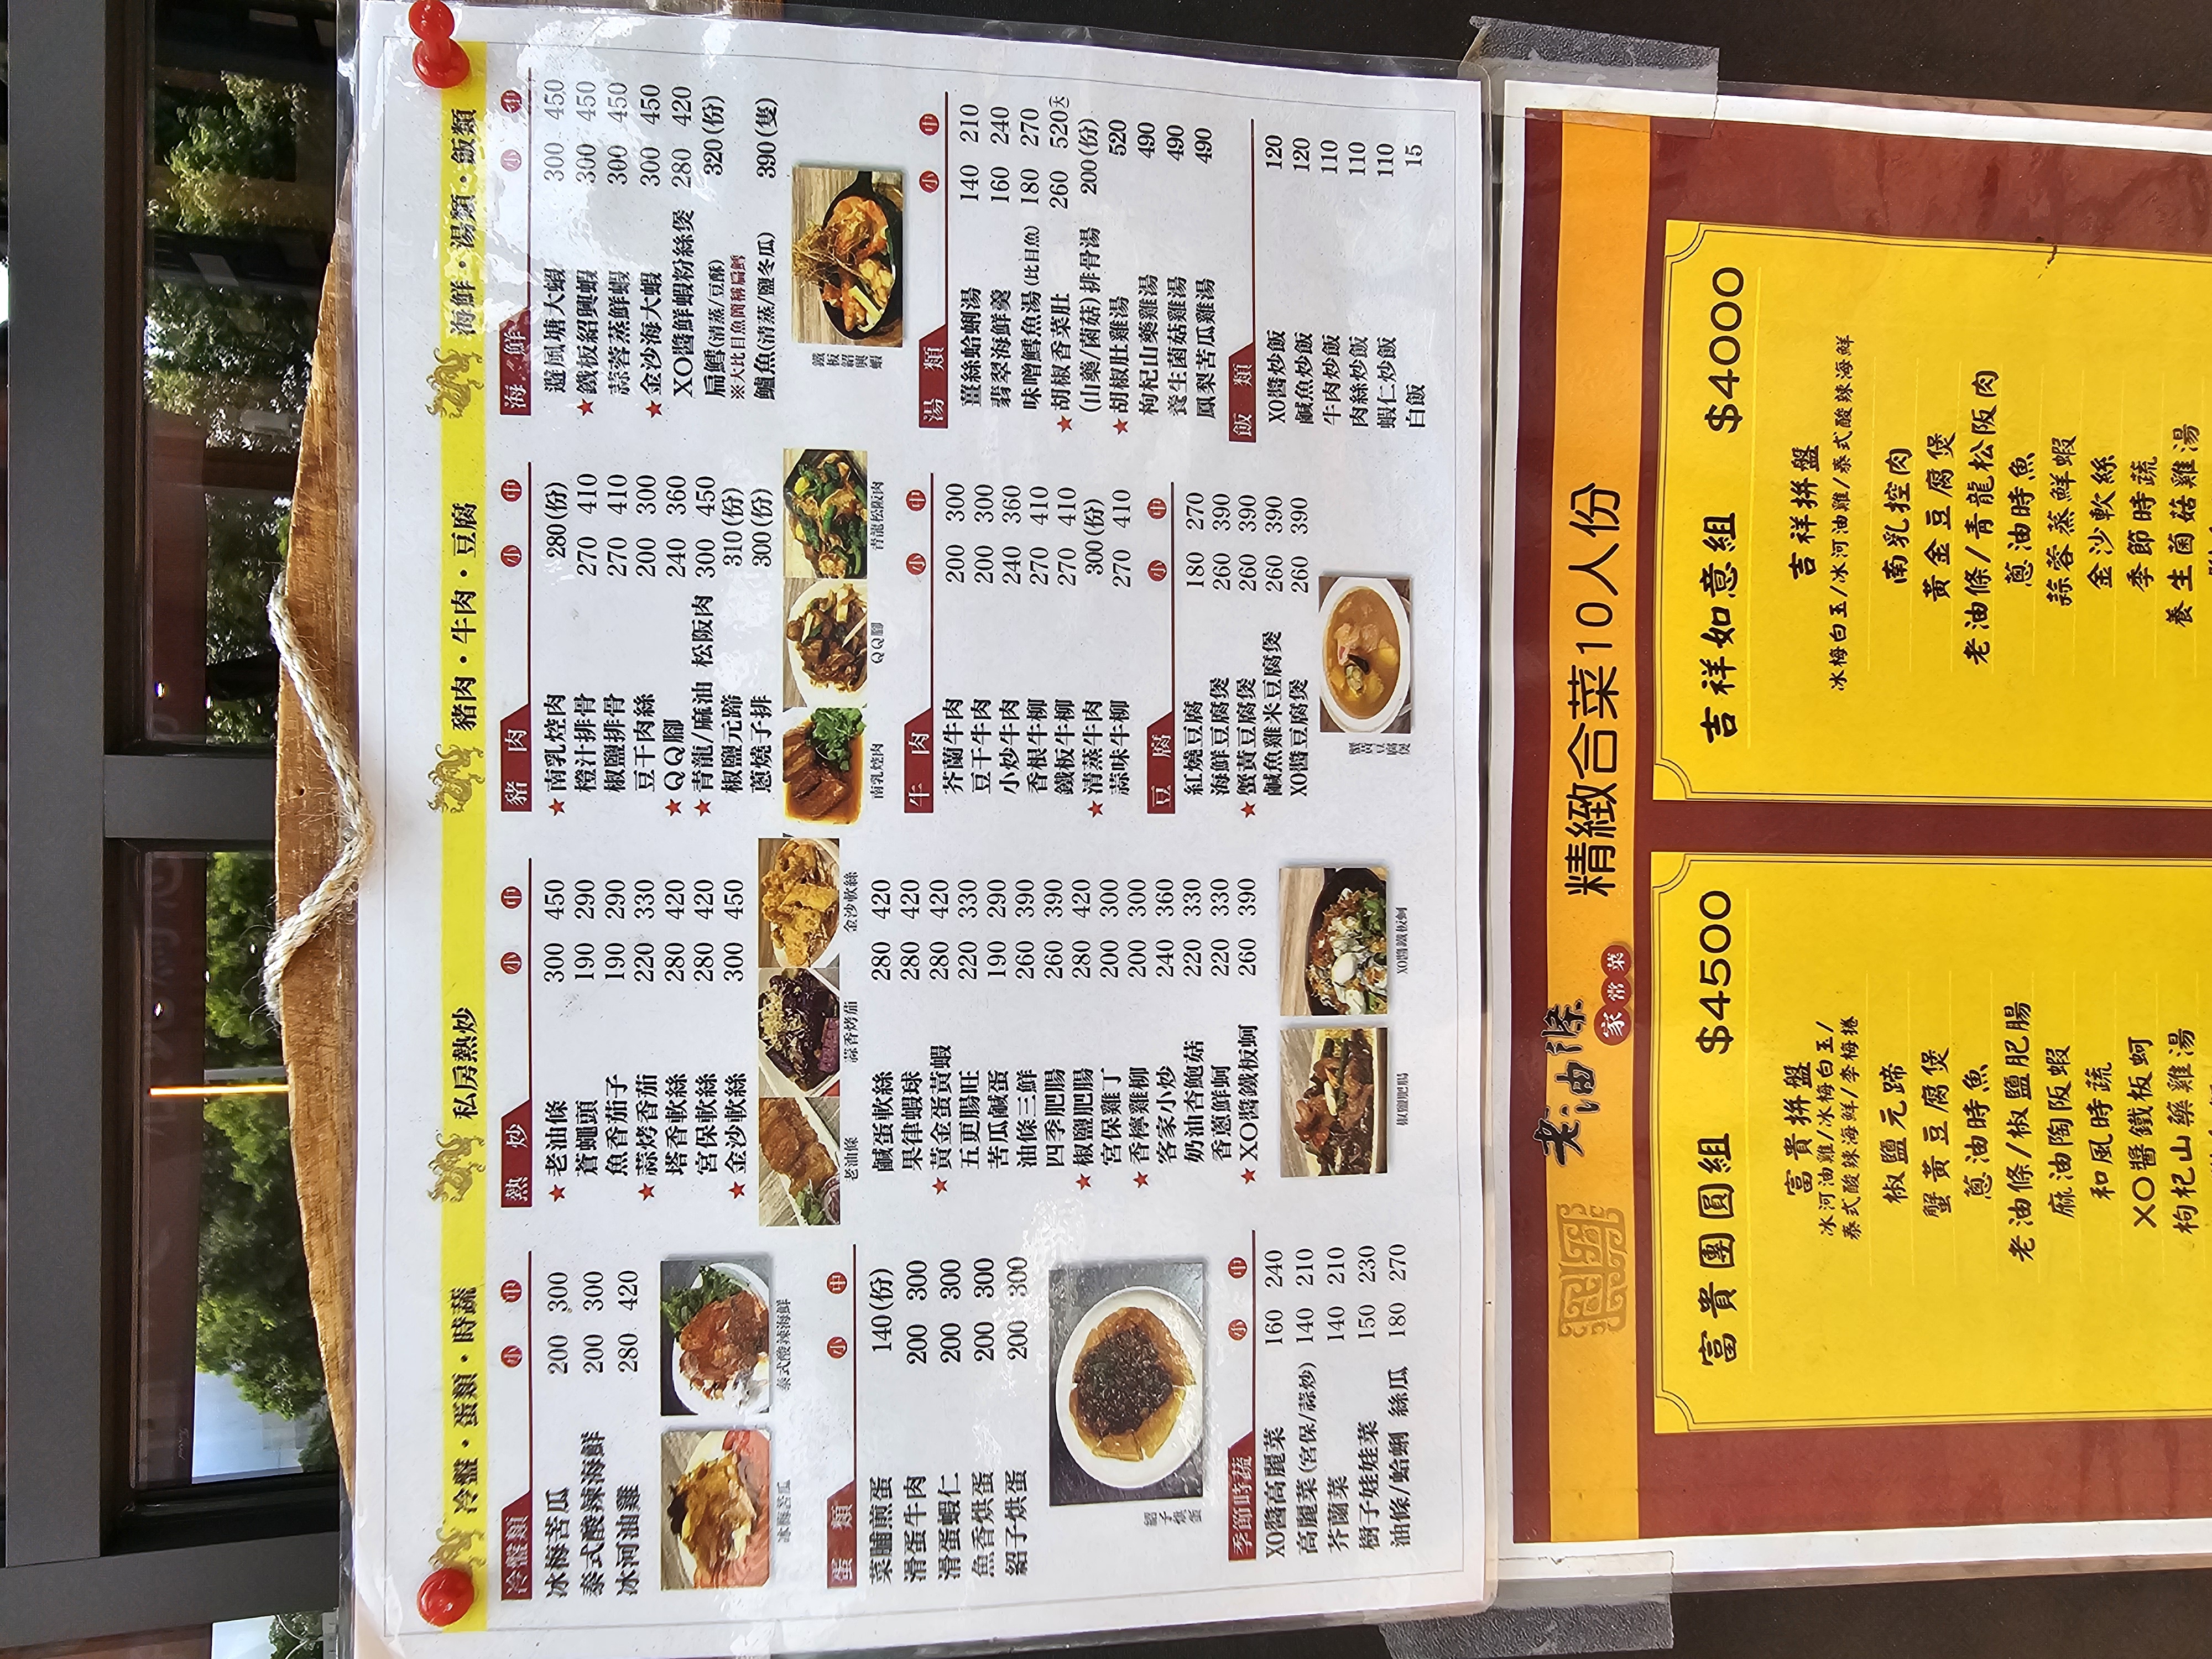 冷盤・蛋類・時蔬
冷盤類 小 中
冰梅苦瓜 200 300
泰式酸辣海鮮 200 300
冰河油雞 280 420
冰梅苦瓜 泰式酸辣海鮮
蛋類 小 中
菜脯煎蛋 140(份)
滑蛋牛肉 200 300
滑蛋蝦仁 200 300
魚香烘蛋 200 300
紹子烘蛋 200 300
紹子烘蛋
季節時蔬 小 中
XO醬高麗菜 160 240
高麗菜(宮保/蒜炒) 140 210
芥蘭菜 140 210
樹子娃娃菜 150 230
油條/蛤蜊 絲瓜 180 270
私房熱炒
熱炒 小 中
★老油條 300 450
蒼蠅頭 190 290
魚香茄子 190 290
★蒜烤香茄 220 330
塔香軟絲 280 420
宮保軟絲 280 420
★金沙軟絲 300 450
老油條 蒜香烤茄 金沙軟絲
鹹蛋軟絲 280 420
果律蝦球 280 420
★黃金蛋黃蝦 280 420
五更腸旺 220 330
苦瓜鹹蛋 190 290
油條三鮮 260 390
四季肥腸 260 390
★椒鹽肥腸 280 420
宮保雞丁 200 300
★香檸雞柳 200 300
客家小炒 240 360
奶油杏鮑菇 220 330
香蔥鮮蚵 220 330
★XO醬鐵板蚵 260 390
椒鹽肥腸 XO醬鐵板蚵
豬肉・牛肉・豆腐
豬肉 小 中
★南乳焢肉 280(份)
橙汁排骨 270 410
椒鹽排骨 270 410
豆干肉絲 200 300
★QQ腳 240 360
★青龍/麻油 松阪肉 300 450
椒鹽元蹄 310(份)
蔥燒子排 300(份)
南乳焢肉 QQ腳 青龍松阪肉
牛肉 小 中
芥蘭牛肉 200 300
豆干牛肉 200 300
小炒牛肉 240 360
香根牛柳 270 410
鐵板牛柳 270 410
★清蒸牛肉 300(份)
蒜味牛柳 270 410
豆腐 小 中
紅燒豆腐 180 270
海鮮豆腐煲 260 390
★蟹黃豆腐煲 260 390
鹹魚雞米豆腐煲 260 390
XO醬豆腐煲 260 390
蟹黃豆腐煲
海鮮・湯類・飯類
海鮮 小 中
避風塘大蝦 300 450
★鐵板紹興蝦 300 450
蒜蓉蒸鮮蝦 300 450
★金沙海大蝦 300 450
XO醬鮮蝦粉絲煲 280 420
扁鱈(清蒸/豆酥) 320(份)
※大比目魚簡稱扁鱈
鱸魚(清蒸/鹽冬瓜) 390(隻)
鐵板紹興蝦
湯類 小 中
薑絲蛤蜊湯 140 210
翡翠海鮮羹 160 240
味噌鱈魚湯(比目魚) 180 270
★胡椒香菜肚 260 520(大)
(山藥/菌菇)排骨湯 200(份)
★胡椒肚雞湯 520
枸杞山藥雞湯 490
養生菌菇雞湯 490
鳳梨苦瓜雞湯 490
飯類
XO醬炒飯 120
鹹魚炒飯 120
牛肉炒飯 110
肉絲炒飯 110
蝦仁炒飯 110
白飯 15
老油條 家常菜 精緻合菜10人份
富貴團圓組 $4500
富貴拼盤
冰河油雞/冰梅白玉/
泰式酸辣海鮮/李梅捲
椒鹽元蹄
蟹黃豆腐煲
蔥油時魚
老油條/椒鹽肥腸
麻油陶阪蝦
和風時蔬
XO醬鐵板蚵
枸杞山藥雞湯
吉祥如意組 $4000
吉祥拼盤
冰梅白玉/冰河油雞/泰式酸辣海鮮
南乳控肉
黃金豆腐煲
老油條/青龍松阪肉
蔥油時魚
蒜蓉蒸鮮蝦
金沙軟絲
季節時蔬
養生菌菇雞湯